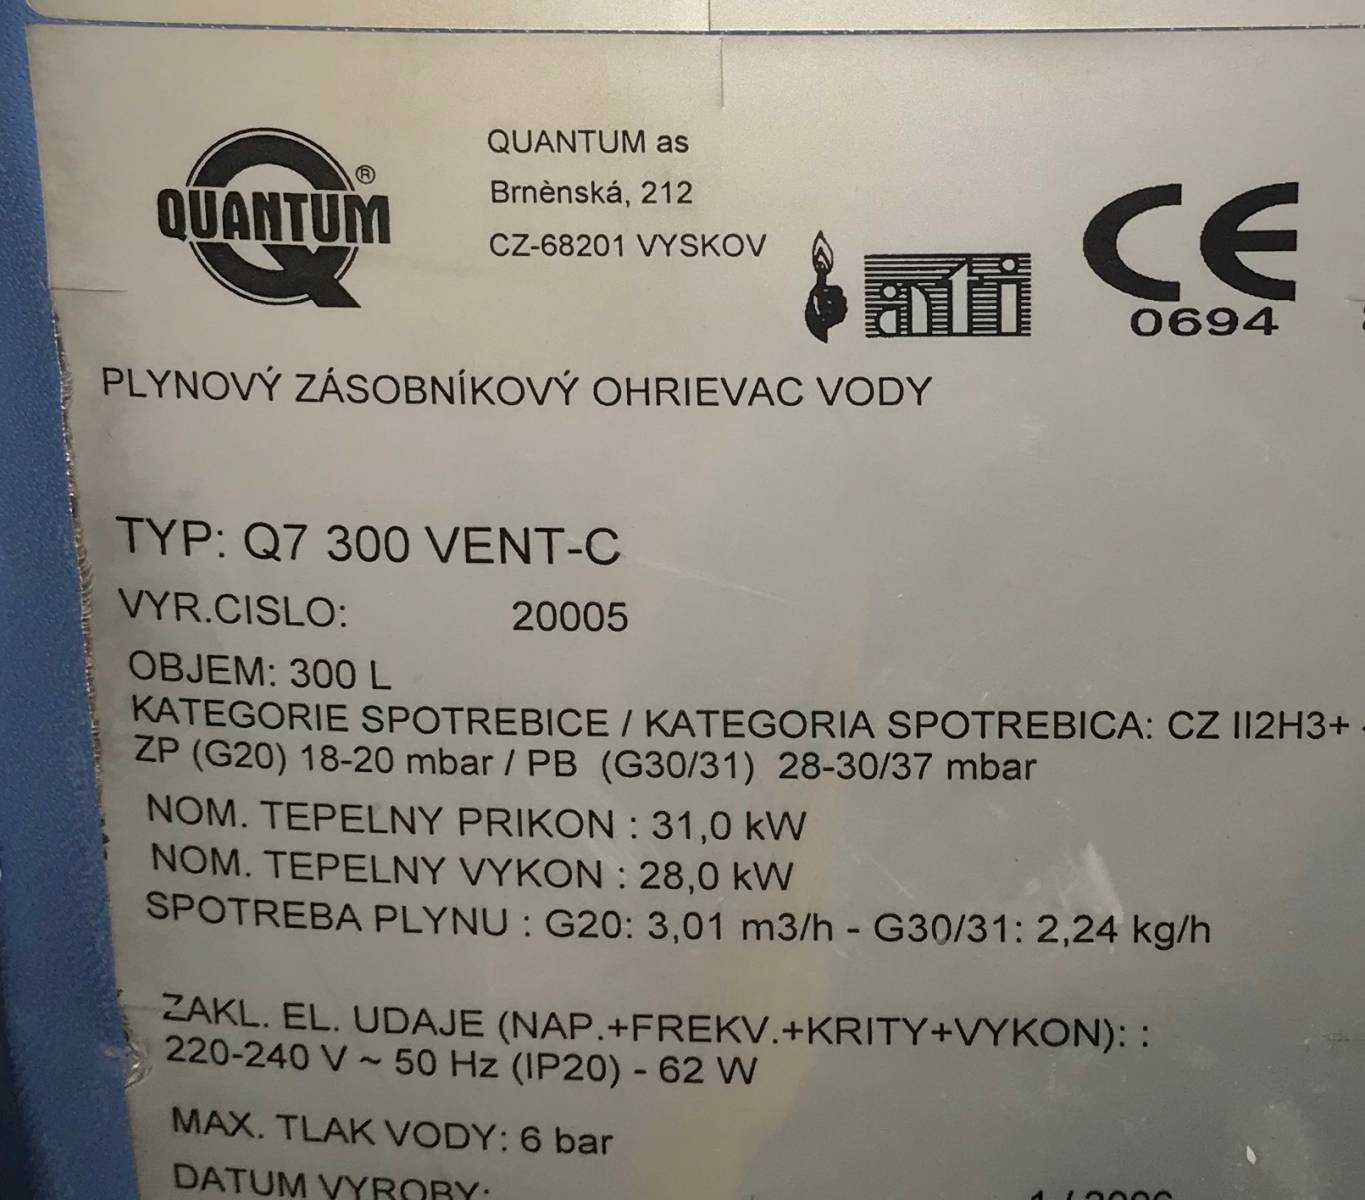 QUANTUM ®
QUANTUM as
Brnènská, 212
CZ-68201 VYSKOV
ati
CE
0694
PLYNOVÝ ZÁSOBNÍKOVÝ OHRIEVAC VODY
TYP: Q7 300 VENT-C
VYR.CISLO: 20005
OBJEM: 300 L
KATEGORIE SPOTREBICE / KATEGORIA SPOTREBICA: CZ II2H3+
ZP (G20) 18-20 mbar / PB (G30/31) 28-30/37 mbar
NOM. TEPELNY PRIKON : 31,0 kW
NOM. TEPELNY VYKON : 28,0 kW
SPOTREBA PLYNU : G20: 3,01 m3/h - G30/31: 2,24 kg/h
ZAKL. EL. UDAJE (NAP.+FREKV.+KRITY+VYKON): :
220-240 V ~ 50 Hz (IP20) - 62 W
MAX. TLAK VODY: 6 bar
DATUM VYROBY: